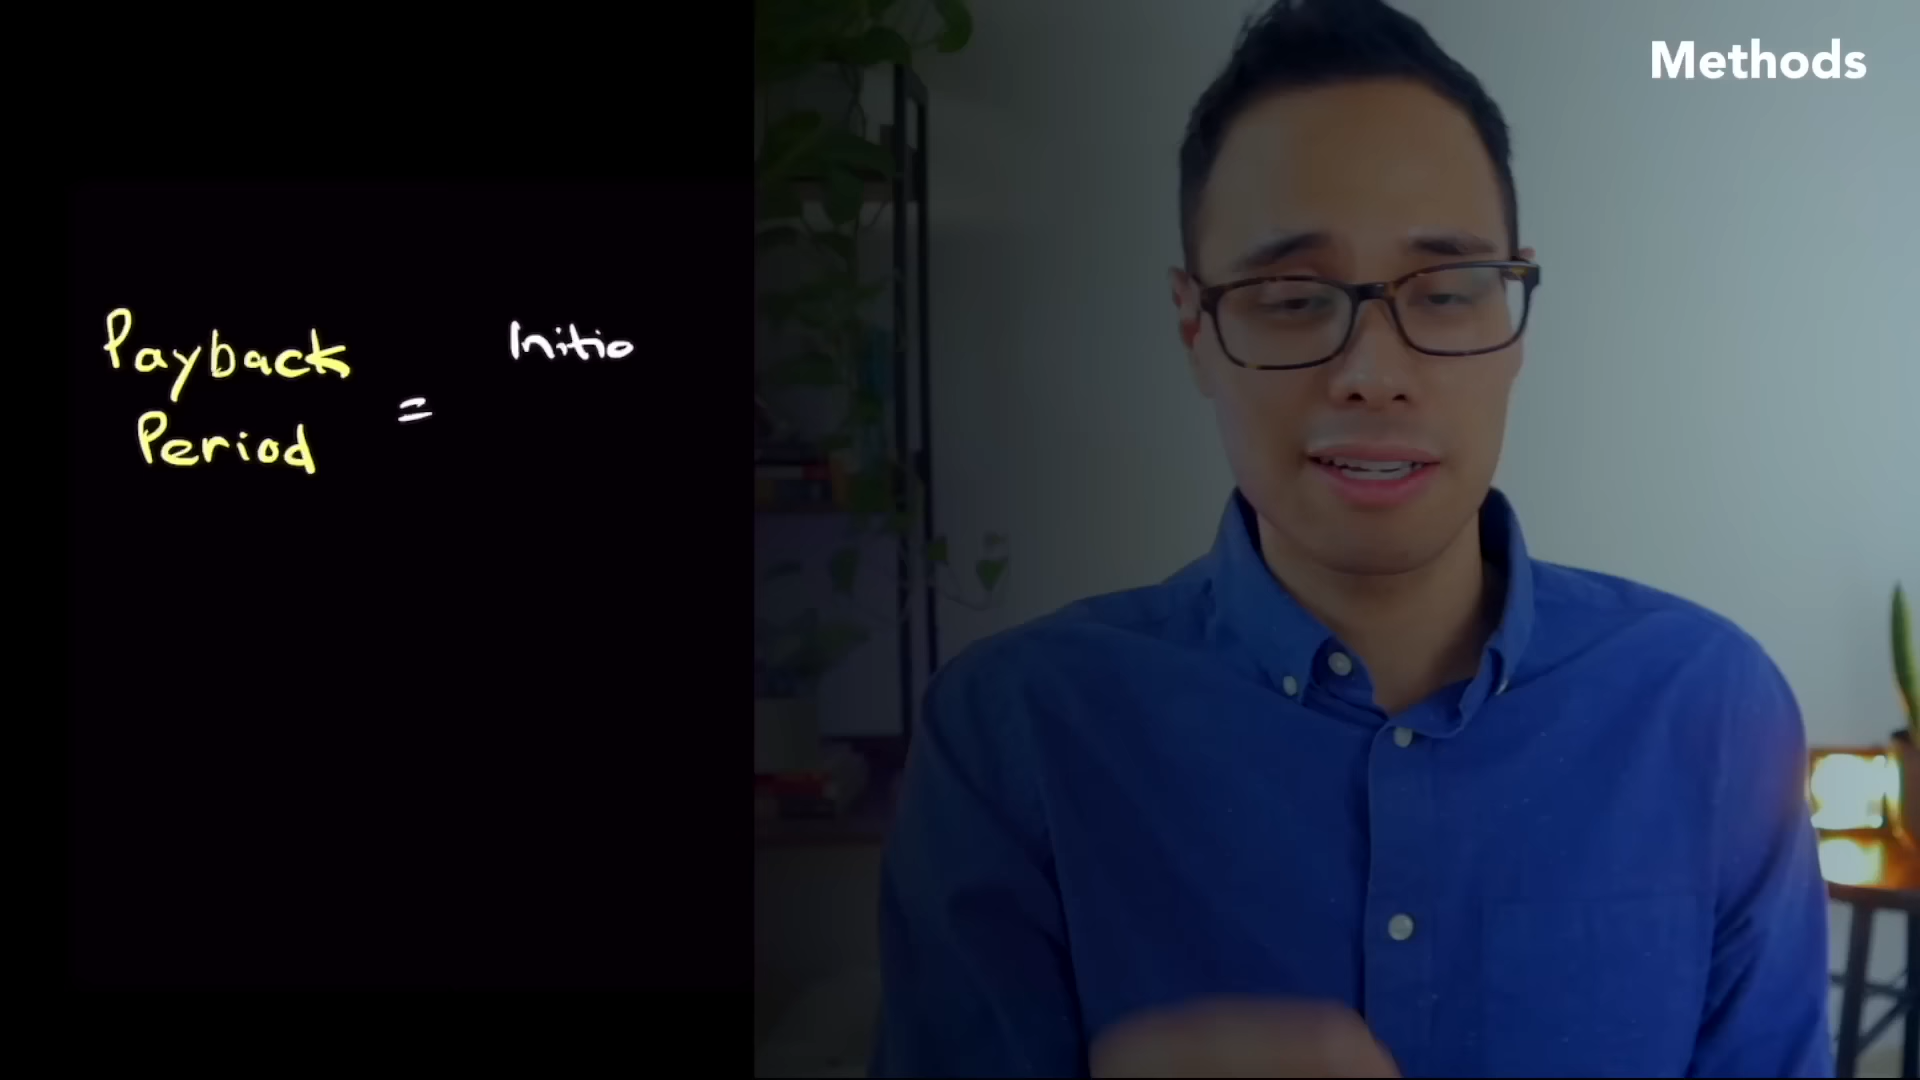 Methods
Payback
Period
=
Initia